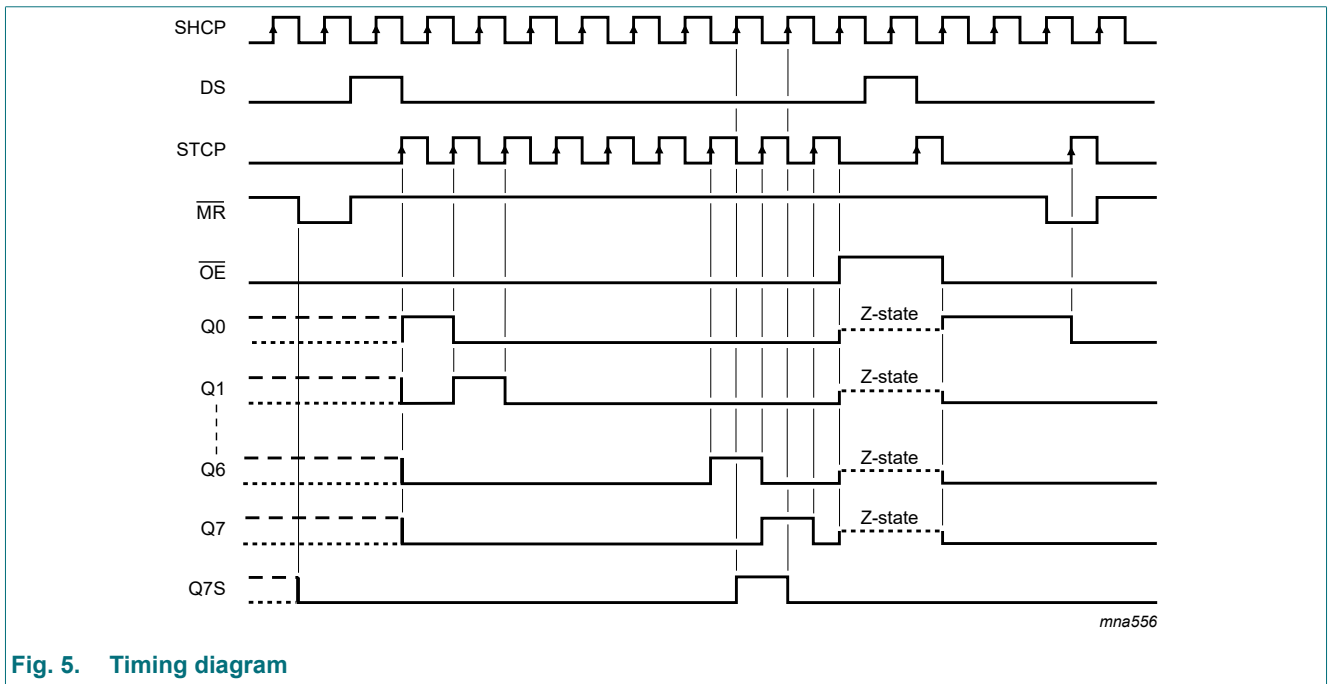 SHCP
DS
STCP
MR
OE
Q0 Z-state
Q1 Z-state
Q6 Z-state
Q7 Z-state
Q7S
mna556
Fig. 5. Timing diagram